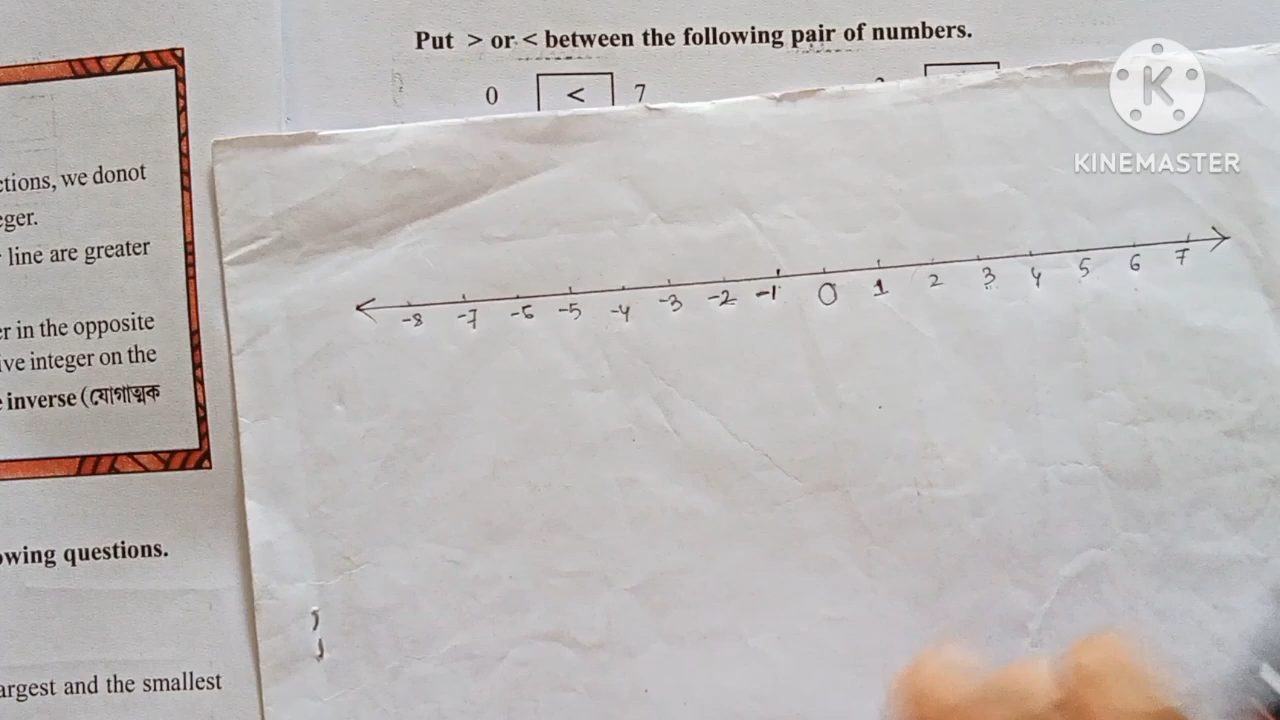 Put > or < between the following pair of numbers.
0 < 7
KINEMASTER
ctions, we donot
eger.
line are greater
er in the opposite
ive integer on the
inverse (যোগাত্মক
owing questions.
argest and the smallest
-8 -7 -6 -5 -4 -3 -2 -1 0 1 2 3 4 5 6 7